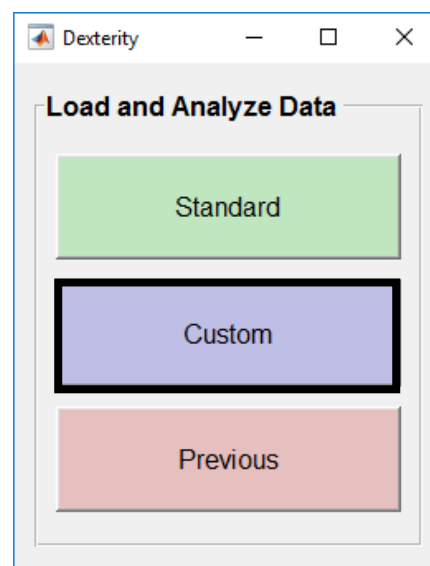 Dexterity
Load and Analyze Data
Standard
Custom
Previous